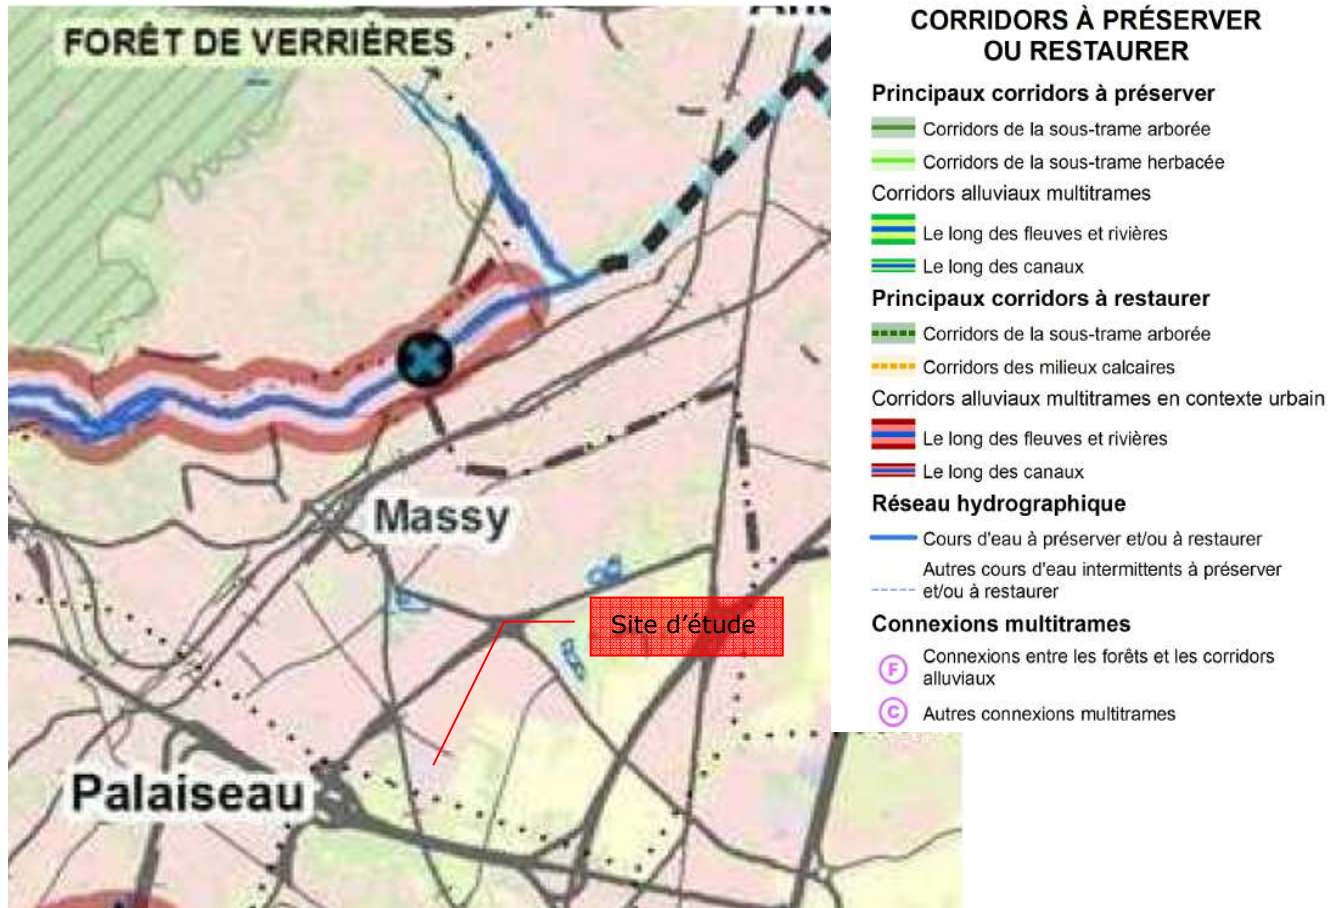 FORÊT DE VERRIÈRES
Massy
Site d'étude
Palaiseau
CORRIDORS À PRÉSERVER
OU RESTAURER
Principaux corridors à préserver
Corridors de la sous-trame arborée
Corridors de la sous-trame herbacée
Corridors alluviaux multitrames
Le long des fleuves et rivières
Le long des canaux
Principaux corridors à restaurer
Corridors de la sous-trame arborée
Corridors des milieux calcaires
Corridors alluviaux multitrames en contexte urbain
Le long des fleuves et rivières
Le long des canaux
Réseau hydrographique
Cours d'eau à préserver et/ou à restaurer
Autres cours d'eau intermittents à préserver
et/ou à restaurer
Connexions multitrames
F
Connexions entre les forêts et les corridors
alluviaux
C
Autres connexions multitrames